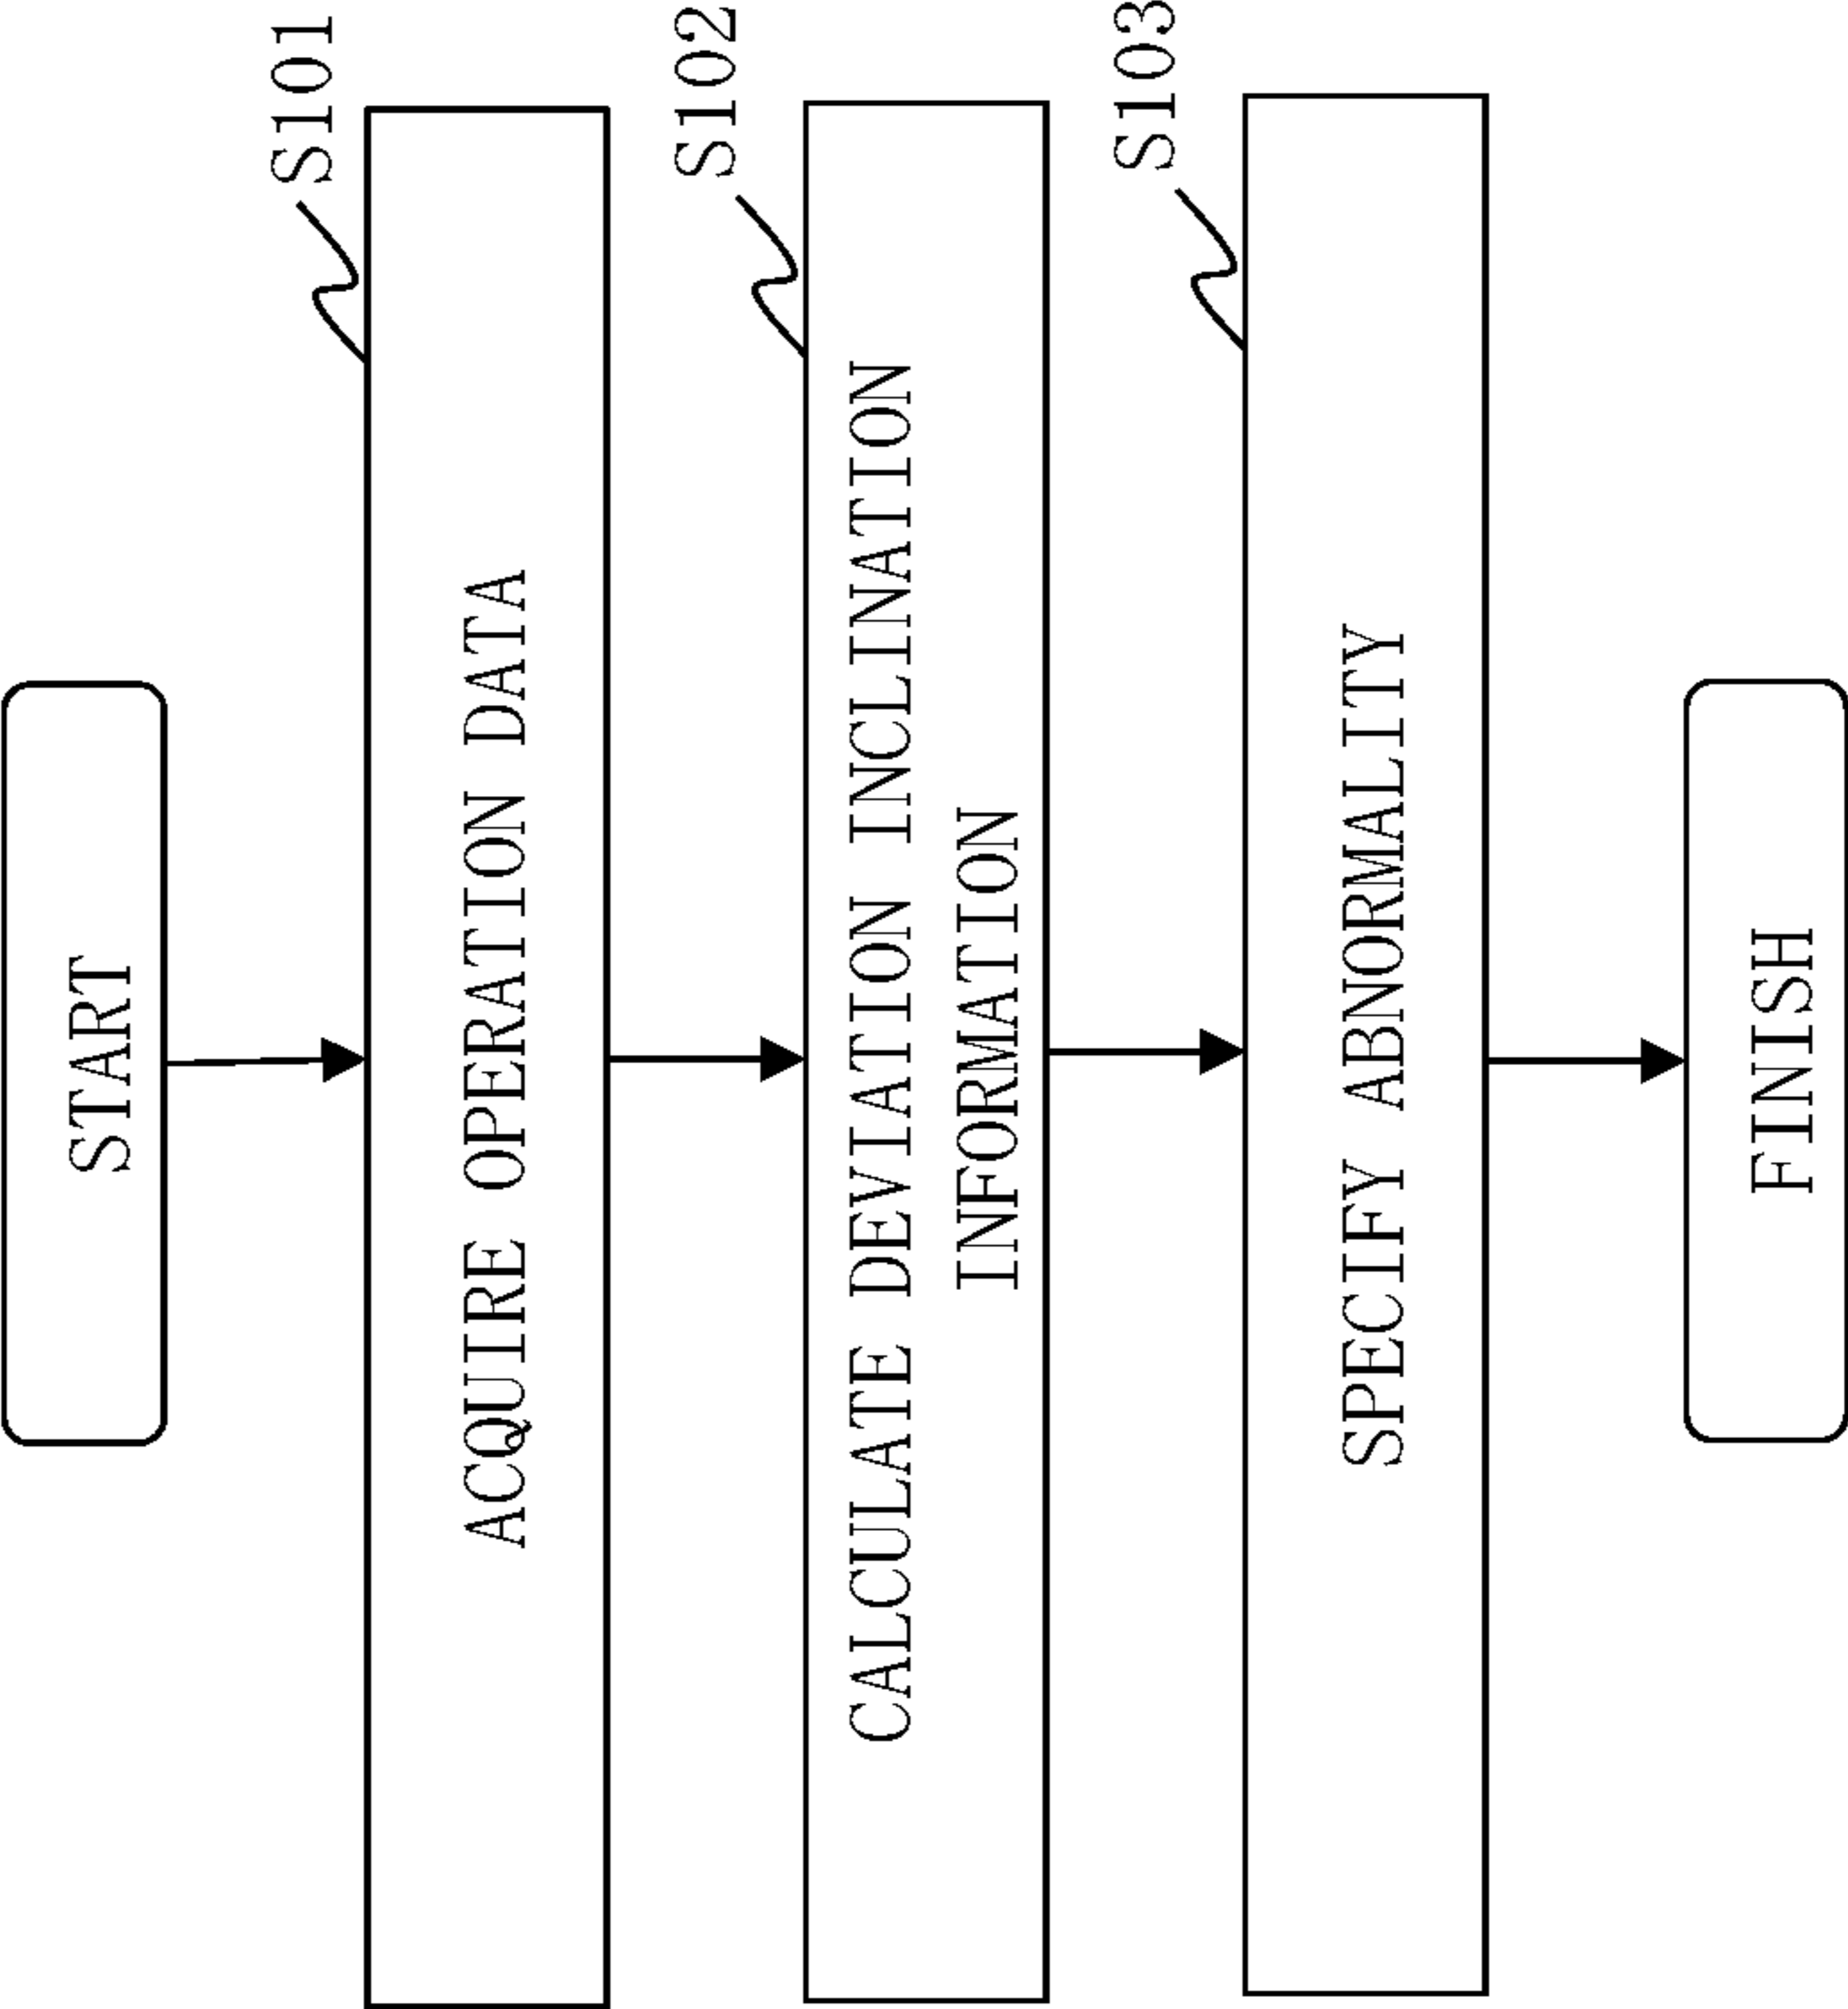 START
S101
ACQUIRE OPERATION DATA
S102
CALCULATE DEVIATION INCLINATION
INFORMATION
S103
SPECIFY ABNORMALITY
FINISH